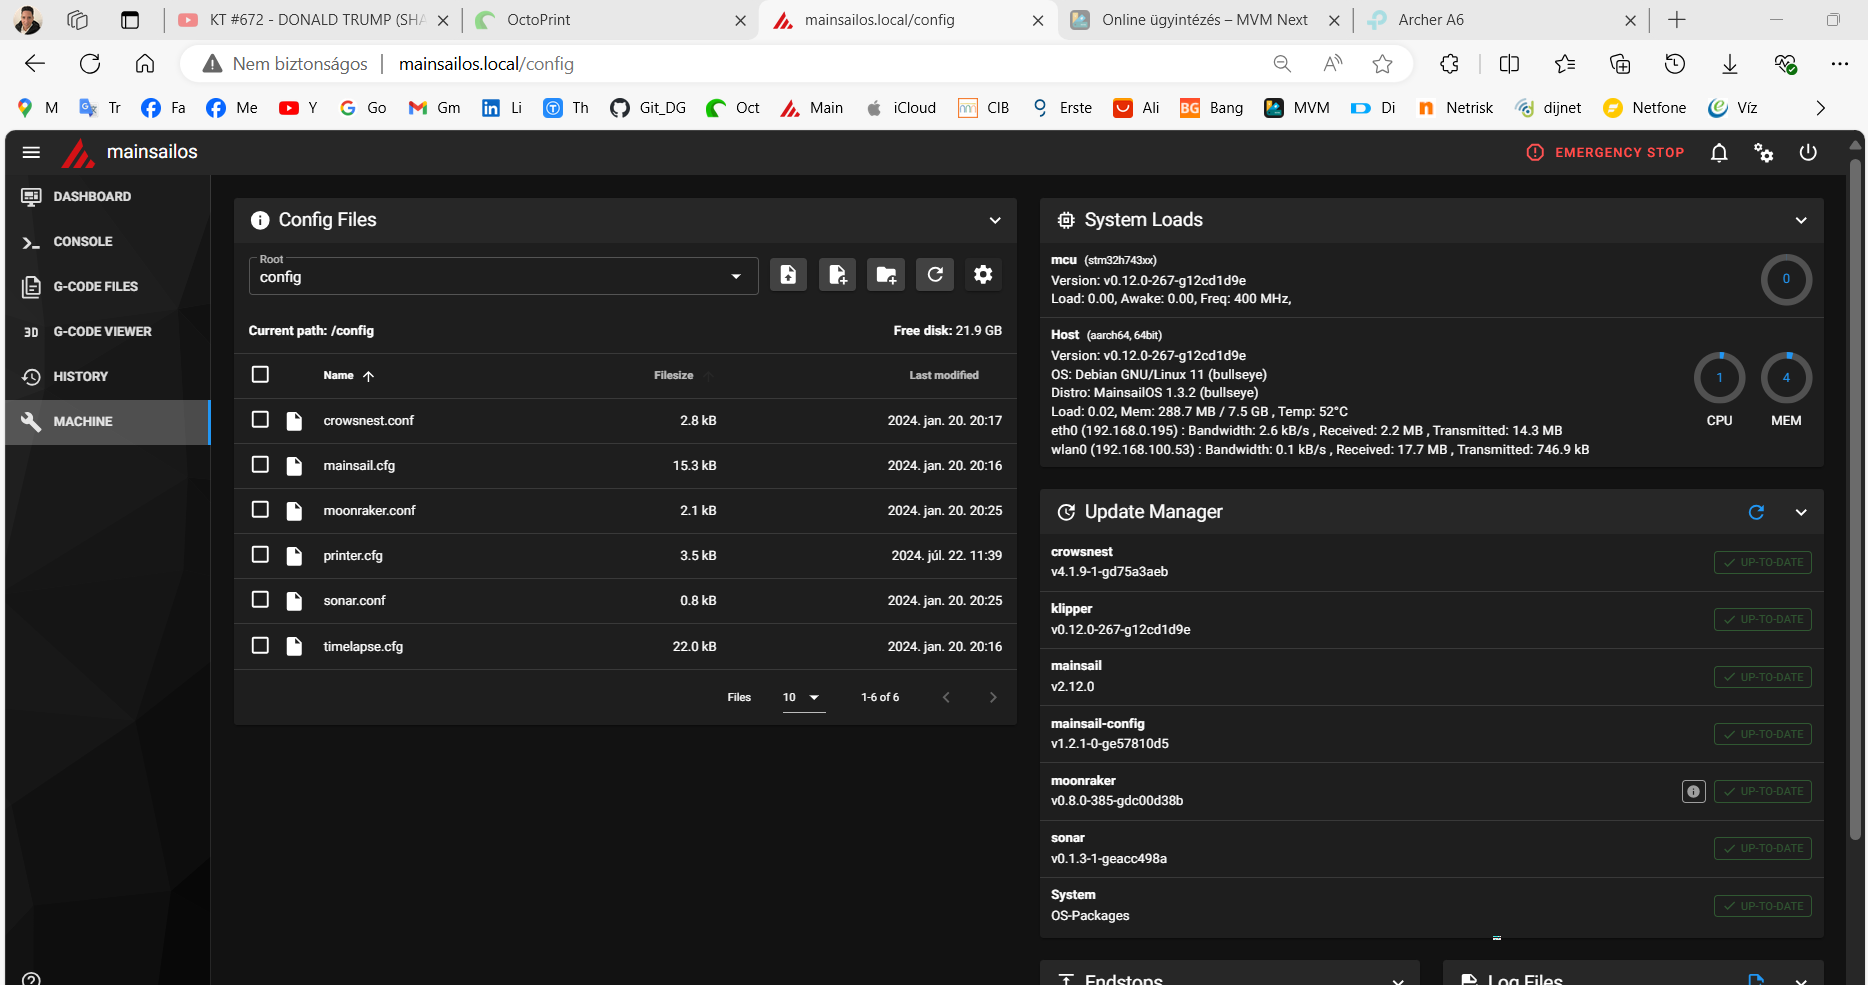 KT #672 - DONALD TRUMP (SHA
OctoPrint
mainsailos.local/config
Online ügyintézés – MVM Next
Archer A6
Nem biztonságos
mainsailos.local/config
M
Tr
Fa
Me
Y
Go
Gm
Li
Th
Git_DG
Oct
Main
iCloud
CIB
Erste
Ali
Bang
MVM
Di
Netrisk
dijnet
Netfone
Víz
mainsailos
EMERGENCY STOP
DASHBOARD
CONSOLE
G-CODE FILES
3D G-CODE VIEWER
HISTORY
MACHINE
Config Files
Root
config
Current path: /config
Free disk: 21.9 GB
Name
Filesize
Last modified
crowsnest.conf 2.8 kB 2024. jan. 20. 20:17
mainsail.cfg 15.3 kB 2024. jan. 20. 20:16
moonraker.conf 2.1 kB 2024. jan. 20. 20:25
printer.cfg 3.5 kB 2024. júl. 22. 11:39
sonar.conf 0.8 kB 2024. jan. 20. 20:25
timelapse.cfg 22.0 kB 2024. jan. 20. 20:16
Files 10 1-6 of 6
System Loads
mcu (stm32h743xx)
Version: v0.12.0-267-g12cd1d9e
Load: 0.00, Awake: 0.00, Freq: 400 MHz,
0
Host (aarch64, 64bit)
Version: v0.12.0-267-g12cd1d9e
OS: Debian GNU/Linux 11 (bullseye)
Distro: MainsailOS 1.3.2 (bullseye)
Load: 0.02, Mem: 288.7 MB / 7.5 GB , Temp: 52°C
eth0 (192.168.0.195) : Bandwidth: 2.6 kB/s , Received: 2.2 MB , Transmitted: 14.3 MB
wlan0 (192.168.100.53) : Bandwidth: 0.1 kB/s , Received: 17.7 MB , Transmitted: 746.9 kB
1
CPU
4
MEM
Update Manager
crowsnest
v4.1.9-1-gd75a3aeb
UP-TO-DATE
klipper
v0.12.0-267-g12cd1d9e
UP-TO-DATE
mainsail
v2.12.0
UP-TO-DATE
mainsail-config
v1.2.1-0-ge57810d5
UP-TO-DATE
moonraker
v0.8.0-385-gdc00d38b
UP-TO-DATE
sonar
v0.1.3-1-geacc498a
UP-TO-DATE
System
OS-Packages
UP-TO-DATE
Endstops
Log Files